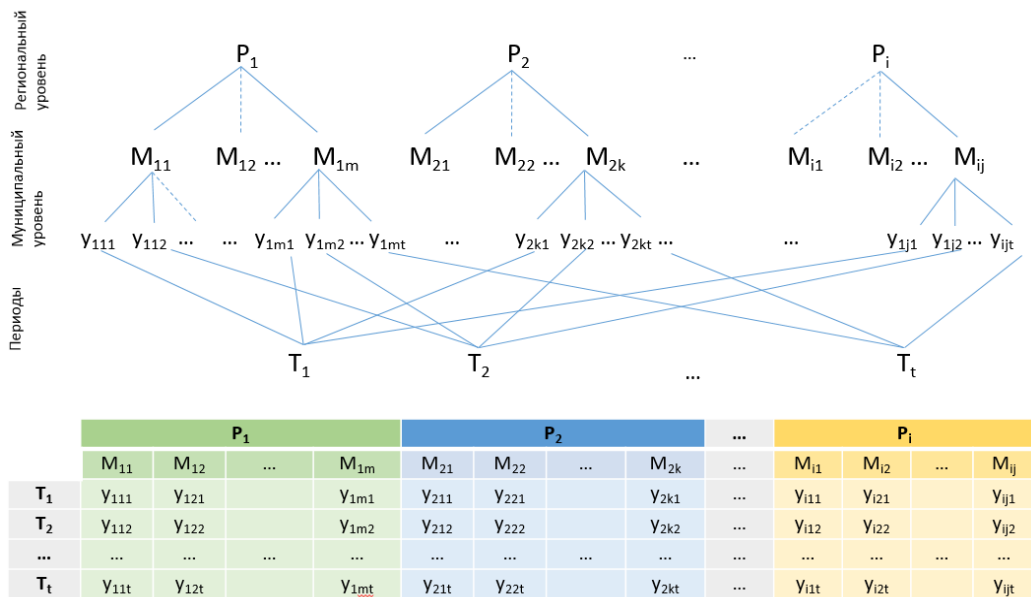 Региональный уровень
P1 P2 ... Pi
Муниципальный уровень
M11 M12 ... M1m M21 M22 ... M2k ... Mi1 Mi2 ... Mij
y111 y112 ... ... y1m1 y1m2 ... y1mt ... y2k1 y2k2 ... y2kt ... ... y1j1 y1j2 ... yijt
Периоды
T1 T2 ... Tt
P1 P2 ... Pi
M11 M12 ... M1m M21 M22 ... M2k ... Mi1 Mi2 ... Mij
T1 y111 y121 y1m1 y211 y221 y2k1 ... yi11 yi21 yij1
T2 y112 y122 y1m2 y212 y222 y2k2 ... yi12 yi22 yij2
... ... ... ... ... ... ... ... ... ... ... ... ... ...
Tt y11t y12t y1mt y21t y22t y2kt ... yi1t yi2t yijt